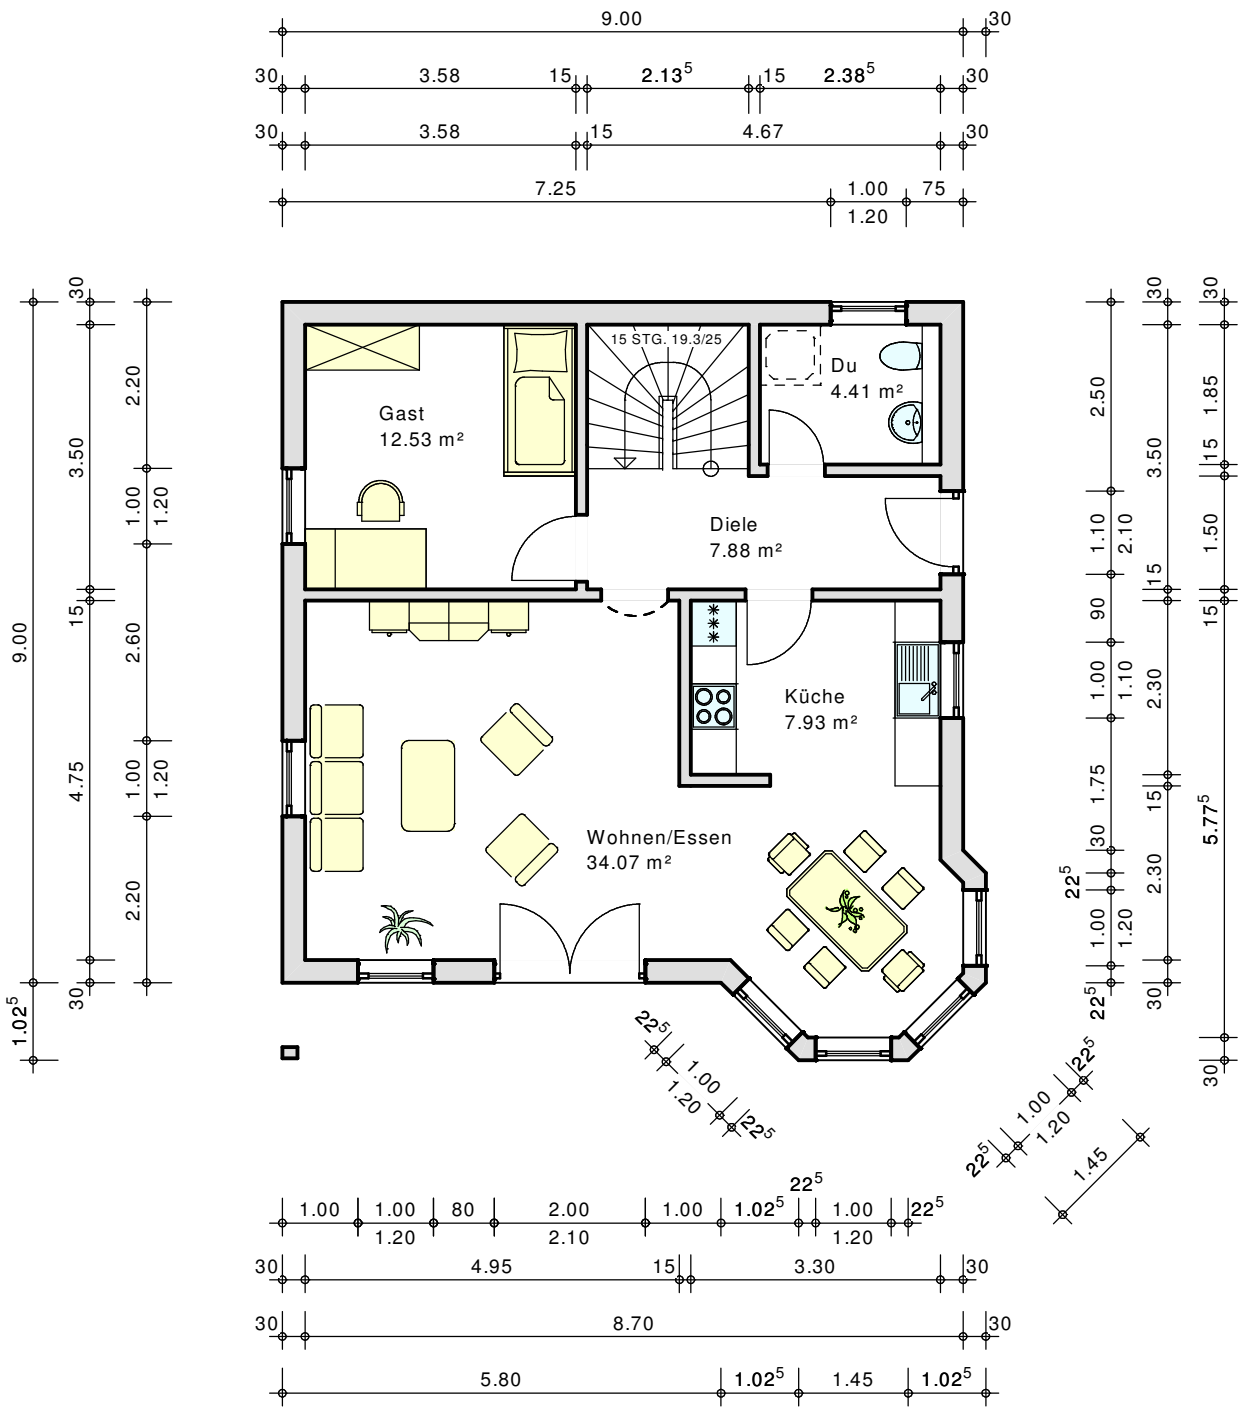 9.00 30
30 3.58 15 2.13⁵ 15 2.38⁵ 30
30 3.58 15 4.67 30
7.25 1.00 75
1.20
30
3.50
15
4.75
30
9.00
1.02⁵
2.20
1.00
1.20
2.60
1.00
1.20
2.20
15 STG. 19.3/25
Du
4.41 m²
Gast
12.53 m²
Diele
7.88 m²
Küche
7.93 m²
Wohnen/Essen
34.07 m²
2.50
1.10
2.10
90
1.00
1.10
1.75
30
22⁵
1.00
1.20
22⁵
30
3.50
15
2.30
15
2.30
30
30
1.85
15
1.50
15
5.77⁵
30
22⁵
1.00
1.20
22⁵
22⁵
1.00
1.20
22⁵
1.45
22⁵
1.00 1.00 80 2.00 1.00 1.02⁵ 1.00 22⁵
1.20 2.10 1.20
30 4.95 15 3.30 30
30 8.70 30
5.80 1.02⁵ 1.45 1.02⁵